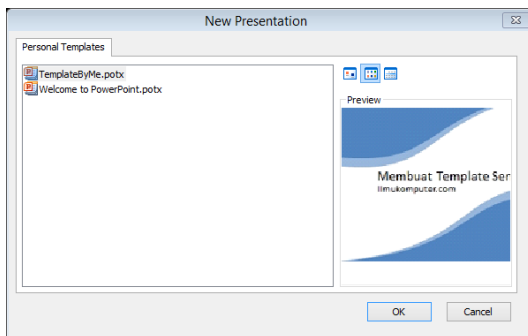 New Presentation
Personal Templates
TemplateByMe.potx
Welcome to PowerPoint.potx
Preview
Membuat Template Ser
Ilmukomputer.com
OK
Cancel